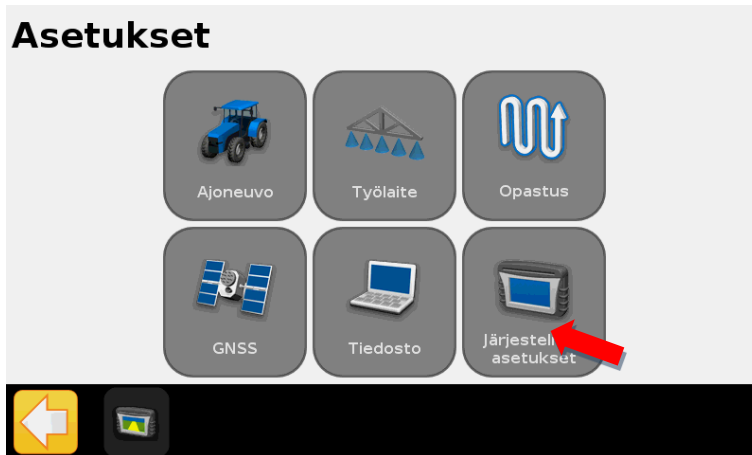 Asetukset
Ajoneuvo
Työlaite
Opastus
GNSS
Tiedosto
asetukset